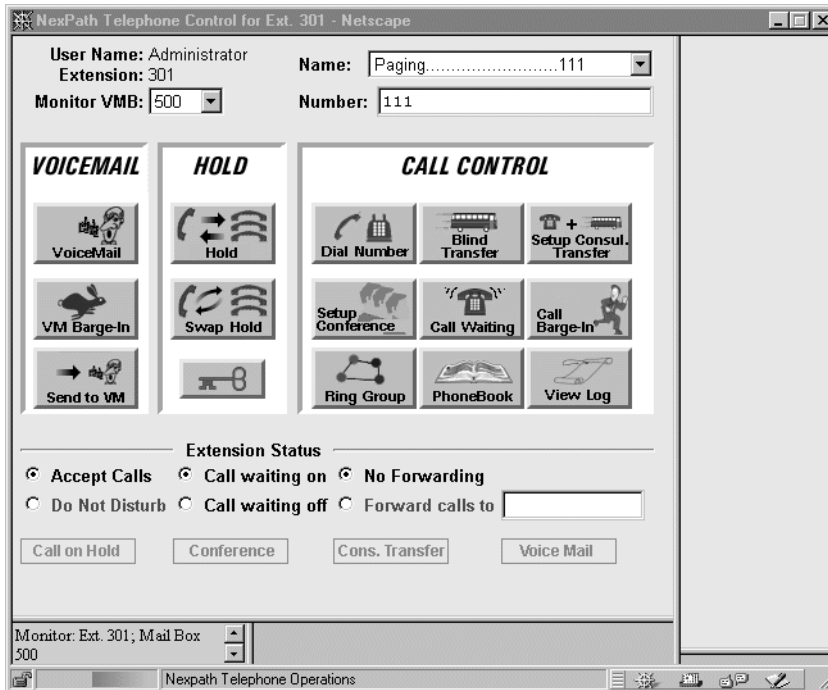 NexPath Telephone Control for Ext. 301 - Netscape
User Name: Administrator
Extension: 301
Monitor VMB: 500
Name: Paging..........................111
Number: 111
VOICEMAIL
VoiceMail
VM Barge-In
Send to VM
HOLD
Hold
Swap Hold
CALL CONTROL
Dial Number
Blind
Transfer
Setup Consul.
Transfer
Setup
Conference
Call Waiting
Call
Barge-In
Ring Group
PhoneBook
View Log
Extension Status
Accept Calls Call waiting on No Forwarding
Do Not Disturb Call waiting off Forward calls to
Call on Hold Conference Cons. Transfer Voice Mail
Monitor: Ext. 301; Mail Box
500
Nexpath Telephone Operations